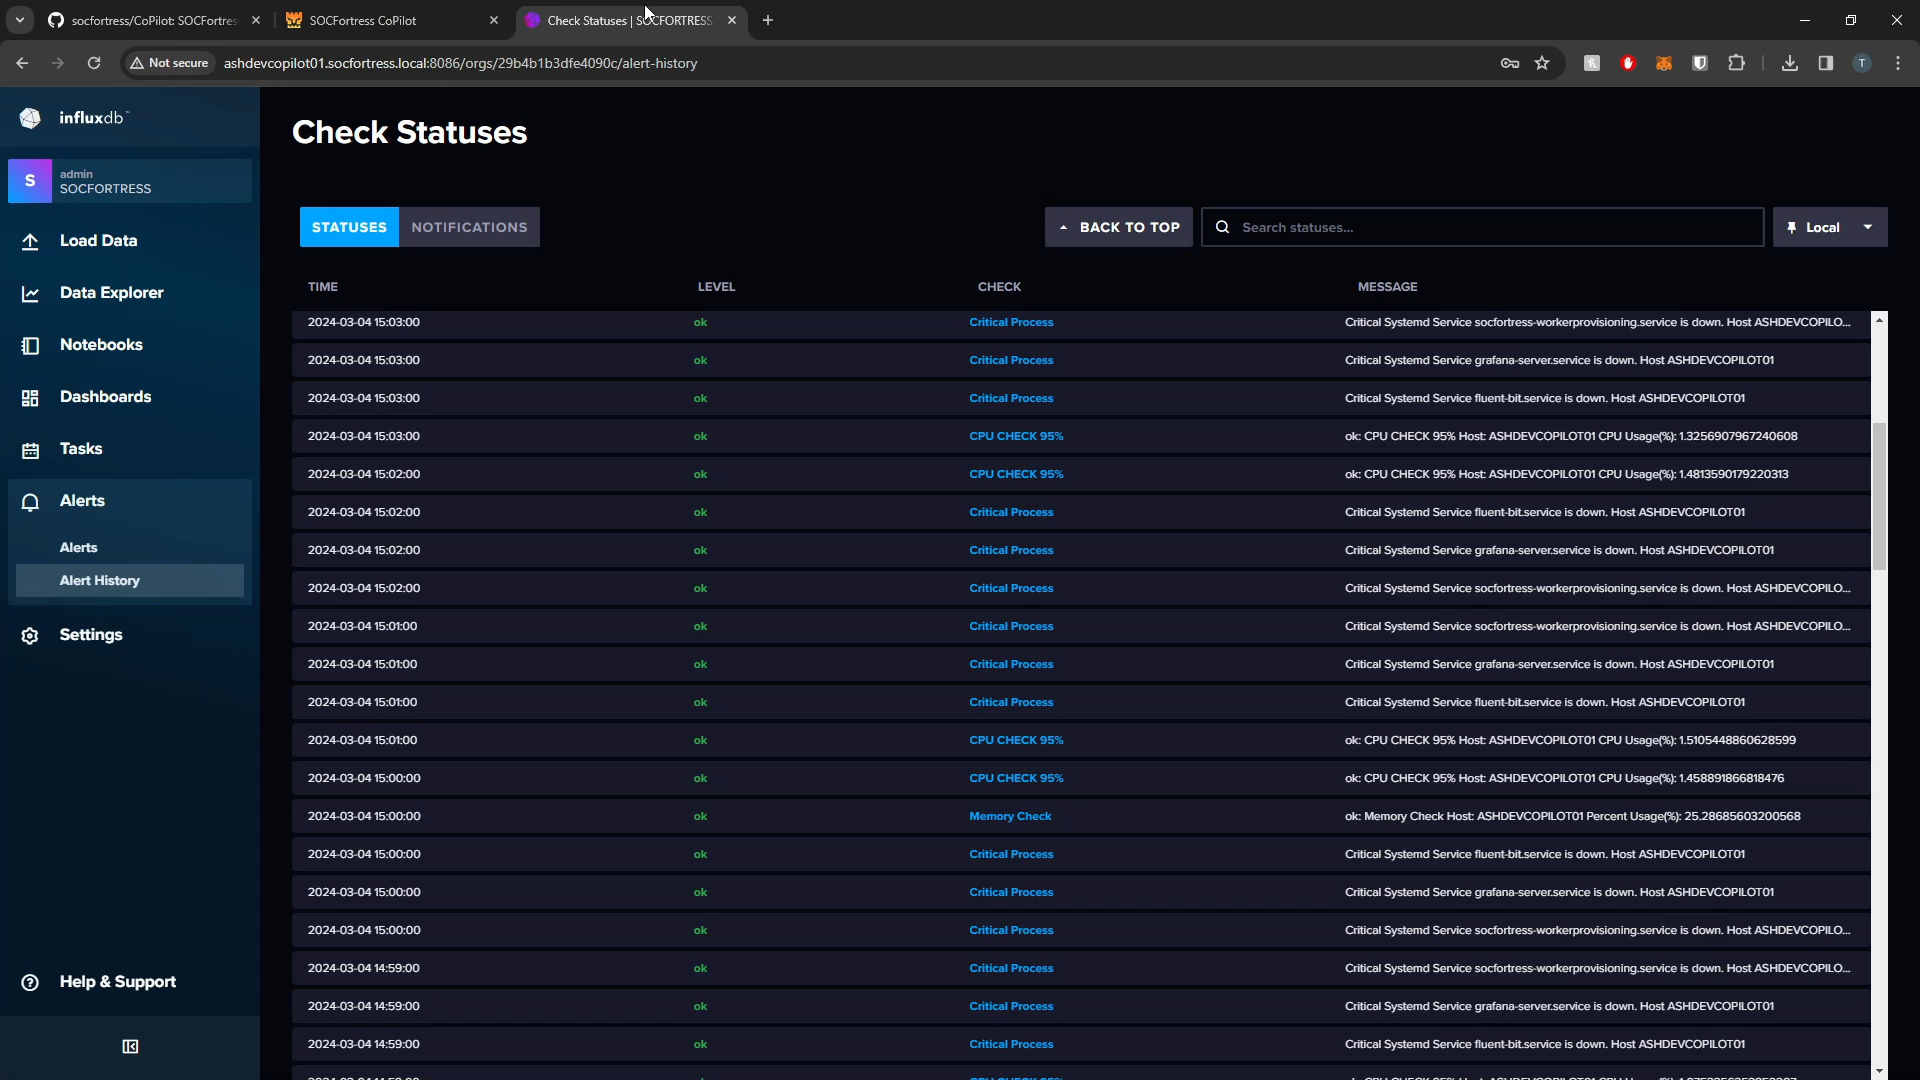 socfortress/CoPilot: SOCFortres
SOCFortress CoPilot
Check Statuses | SOCFORTRESS
Not secure
ashdevcopilot01.socfortress.local:8086/orgs/29b4b1b3dfe4090c/alert-history
T
influxdb™
S
admin
SOCFORTRESS
Load Data
Data Explorer
Notebooks
Dashboards
Tasks
Alerts
Alerts
Alert History
Settings
Help & Support
Check Statuses
STATUSES
NOTIFICATIONS
BACK TO TOP
Search statuses...
Local
TIME LEVEL CHECK MESSAGE
2024-03-04 15:03:00 ok Critical Process Critical Systemd Service socfortress-workerprovisioning.service is down. Host ASHDEVCOPILO...
2024-03-04 15:03:00 ok Critical Process Critical Systemd Service grafana-server.service is down. Host ASHDEVCOPILOT01
2024-03-04 15:03:00 ok Critical Process Critical Systemd Service fluent-bit.service is down. Host ASHDEVCOPILOT01
2024-03-04 15:03:00 ok CPU CHECK 95% ok: CPU CHECK 95% Host: ASHDEVCOPILOT01 CPU Usage(%): 1.3256907967240608
2024-03-04 15:02:00 ok CPU CHECK 95% ok: CPU CHECK 95% Host: ASHDEVCOPILOT01 CPU Usage(%): 1.4813590179220313
2024-03-04 15:02:00 ok Critical Process Critical Systemd Service fluent-bit.service is down. Host ASHDEVCOPILOT01
2024-03-04 15:02:00 ok Critical Process Critical Systemd Service grafana-server.service is down. Host ASHDEVCOPILOT01
2024-03-04 15:02:00 ok Critical Process Critical Systemd Service socfortress-workerprovisioning.service is down. Host ASHDEVCOPILO...
2024-03-04 15:01:00 ok Critical Process Critical Systemd Service socfortress-workerprovisioning.service is down. Host ASHDEVCOPILO...
2024-03-04 15:01:00 ok Critical Process Critical Systemd Service grafana-server.service is down. Host ASHDEVCOPILOT01
2024-03-04 15:01:00 ok Critical Process Critical Systemd Service fluent-bit.service is down. Host ASHDEVCOPILOT01
2024-03-04 15:01:00 ok CPU CHECK 95% ok: CPU CHECK 95% Host: ASHDEVCOPILOT01 CPU Usage(%): 1.5105448860628599
2024-03-04 15:00:00 ok CPU CHECK 95% ok: CPU CHECK 95% Host: ASHDEVCOPILOT01 CPU Usage(%): 1.458891866818476
2024-03-04 15:00:00 ok Memory Check ok: Memory Check Host: ASHDEVCOPILOT01 Percent Usage(%): 25.28685603200568
2024-03-04 15:00:00 ok Critical Process Critical Systemd Service fluent-bit.service is down. Host ASHDEVCOPILOT01
2024-03-04 15:00:00 ok Critical Process Critical Systemd Service grafana-server.service is down. Host ASHDEVCOPILOT01
2024-03-04 15:00:00 ok Critical Process Critical Systemd Service socfortress-workerprovisioning.service is down. Host ASHDEVCOPILO...
2024-03-04 14:59:00 ok Critical Process Critical Systemd Service socfortress-workerprovisioning.service is down. Host ASHDEVCOPILO...
2024-03-04 14:59:00 ok Critical Process Critical Systemd Service grafana-server.service is down. Host ASHDEVCOPILOT01
2024-03-04 14:59:00 ok Critical Process Critical Systemd Service fluent-bit.service is down. Host ASHDEVCOPILOT01